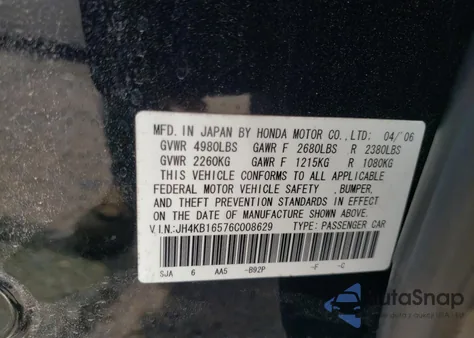 MFD. IN JAPAN BY HONDA MOTOR CO.,LTD: 04/'06
GVWR 4980LBS GAWR F 2680LBS R 2380LBS
GVWR 2260KG GAWR F 1215KG R 1080KG
THIS VEHICLE CONFORMS TO ALL APPLICABLE
FEDERAL MOTOR VEHICLE SAFETY ,BUMPER,
AND THEFT PREVENTION STANDARDS IN EFFECT
ON THE DATE OF MANUFACTURE SHOWN ABOVE.
V.I.N:JH4KB16576C008629 TYPE: PASSENGER CAR
SJA 6 AA5 -B92P -F -C
AutoSnap